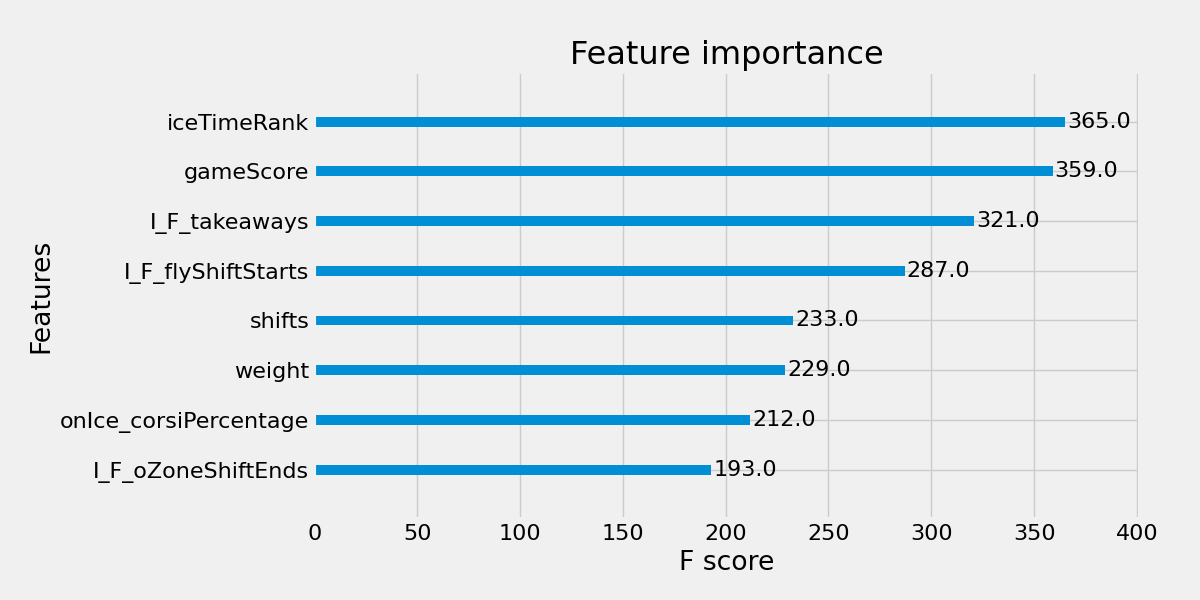 Feature importance
Features
iceTimeRank 365.0
gameScore 359.0
I_F_takeaways 321.0
I_F_flyShiftStarts 287.0
shifts 233.0
weight 229.0
onIce_corsiPercentage 212.0
I_F_oZoneShiftEnds 193.0
0 50 100 150 200 250 300 350 400
F score